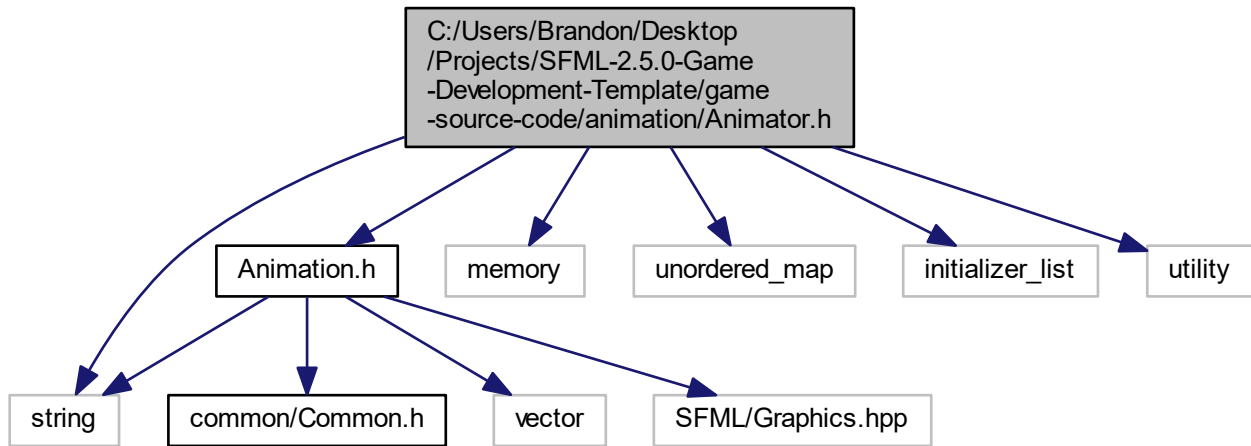 C:/Users/Brandon/Desktop
/Projects/SFML-2.5.0-Game
-Development-Template/game
-source-code/animation/Animator.h
Animation.h
memory
unordered_map
initializer_list
utility
string
common/Common.h
vector
SFML/Graphics.hpp